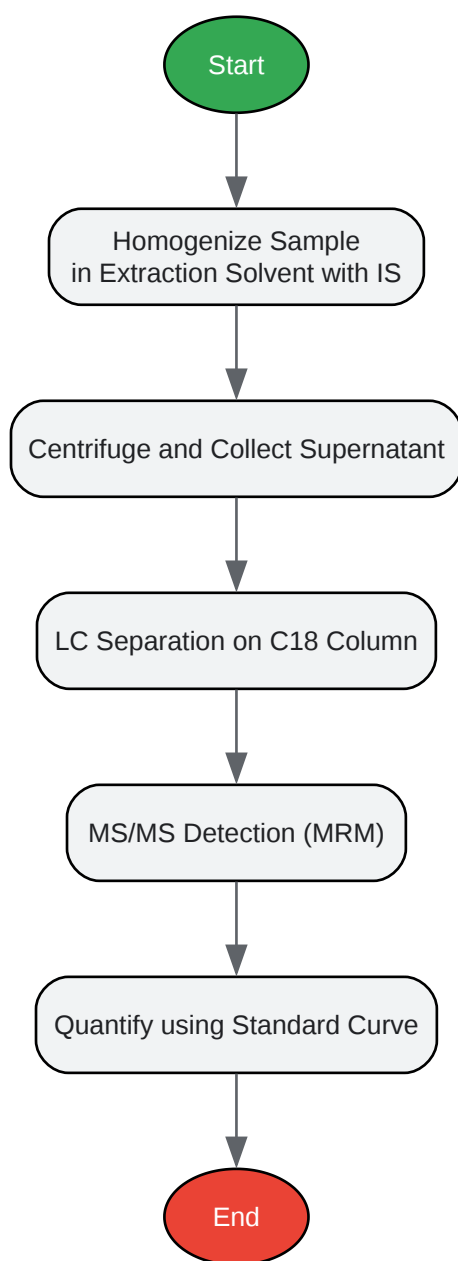 Start
Homogenize Sample
in Extraction Solvent with IS
Centrifuge and Collect Supernatant
LC Separation on C18 Column
MS/MS Detection (MRM)
Quantify using Standard Curve
End